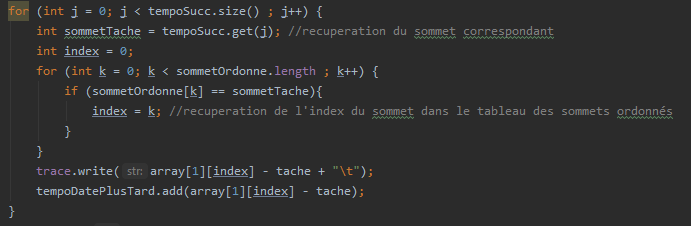 for (int j = 0; j < tempoSucc.size() ; j++) {
int sommetTache = tempoSucc.get(j); //recuperation du sommet correspondant
int index = 0;
for (int k = 0; k < sommetOrdonne.length ; k++) {
if (sommetOrdonne[k] == sommetTache){
index = k; //recuperation de l'index du sommet dans le tableau des sommets ordonnés
}
}
trace.write( str: array[1][index] - tache + "\t");
tempoDatePlusTard.add(array[1][index] - tache);
}